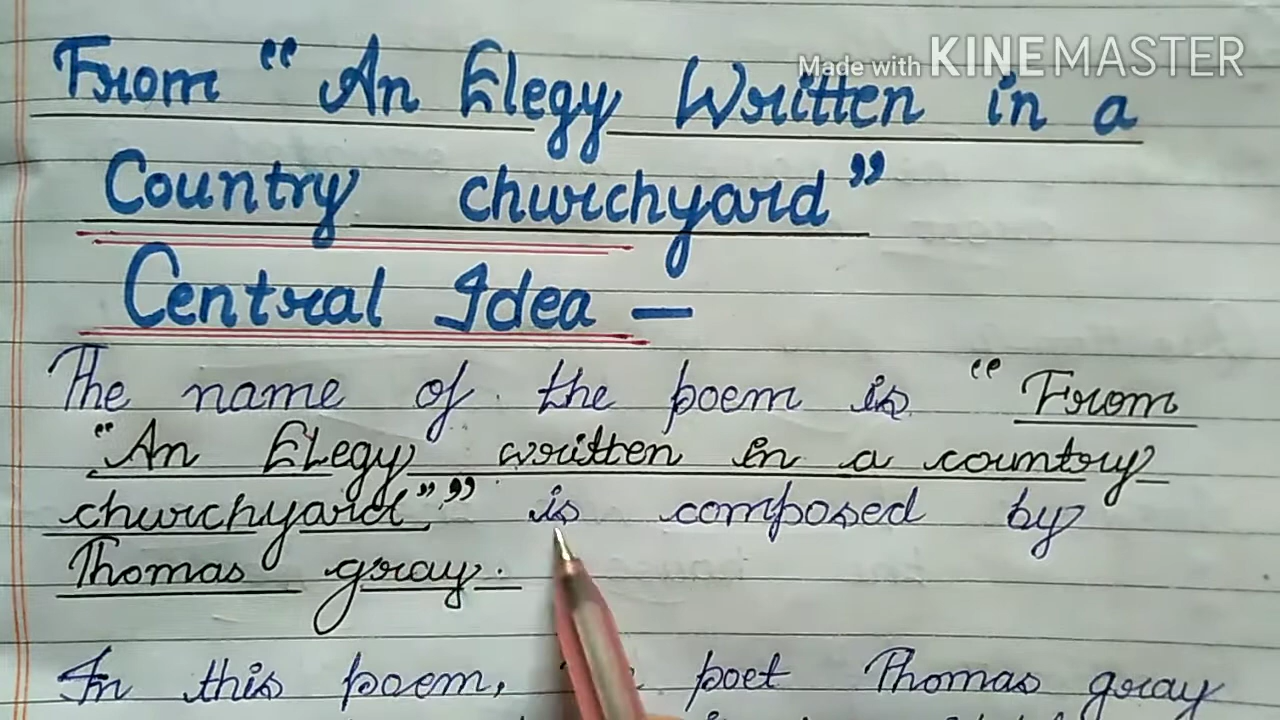 Made with KINEMASTER
From “ An Elegy Written in a
Country churchyard”
Central Idea —
The name of the poem is “ From
“An Elegy written in a country
churchyard” ” is composed by
Thomas gray.
In this poem, poet Thomas gray